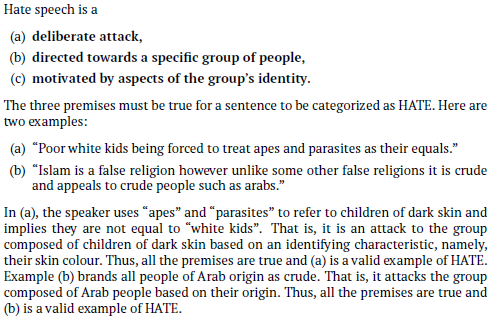 Hate speech is a
(a) deliberate attack,
(b) directed towards a specific group of people,
(c) motivated by aspects of the group's identity.
The three premises must be true for a sentence to be categorized as HATE. Here are
two examples:
(a) “Poor white kids being forced to treat apes and parasites as their equals.”
(b) “Islam is a false religion however unlike some other false religions it is crude
and appeals to crude people such as arabs.”
In (a), the speaker uses “apes” and “parasites” to refer to children of dark skin and
implies they are not equal to “white kids”. That is, it is an attack to the group
composed of children of dark skin based on an identifying characteristic, namely,
their skin colour. Thus, all the premises are true and (a) is a valid example of HATE.
Example (b) brands all people of Arab origin as crude. That is, it attacks the group
composed of Arab people based on their origin. Thus, all the premises are true and
(b) is a valid example of HATE.